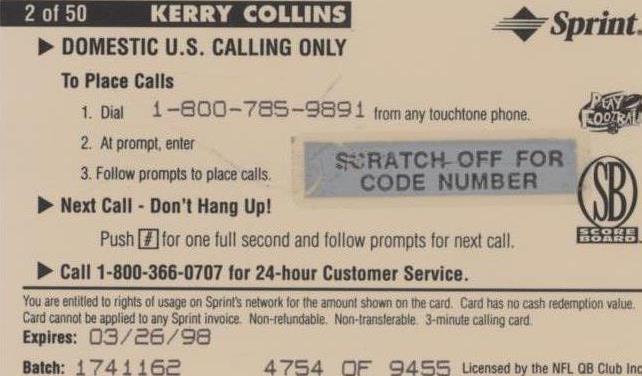 2 of 50 KERRY COLLINS
Sprint.
▶ DOMESTIC U.S. CALLING ONLY
To Place Calls
1. Dial 1-800-785-9891 from any touchtone phone.
PLAY FOOTBALL
2. At prompt, enter
SCRATCH-OFF FOR
CODE NUMBER
3. Follow prompts to place calls.
SB
SCORE
BOARD
▶ Next Call - Don't Hang Up!
Push # for one full second and follow prompts for next call.
▶ Call 1-800-366-0707 for 24-hour Customer Service.
You are entitled to rights of usage on Sprint's network for the amount shown on the card. Card has no cash redemption value.
Card cannot be applied to any Sprint invoice. Non-refundable. Non-transferable. 3-minute calling card.
Expires: 03/26/98
Batch: 1741162 4754 OF 9455 Licensed by the NFL QB Club Inc